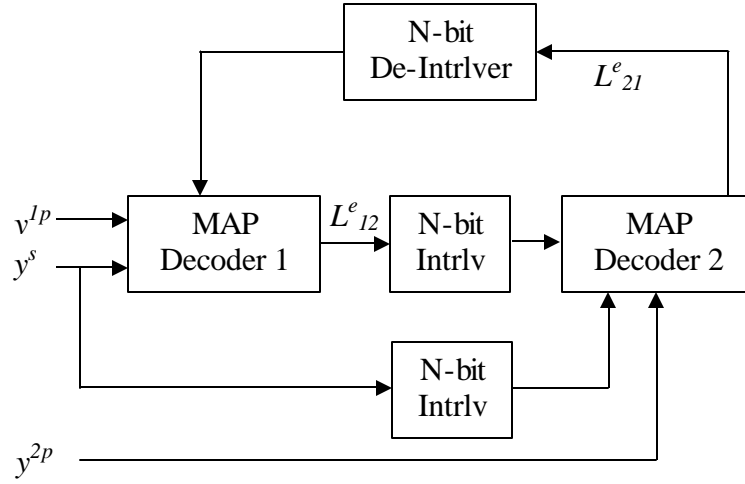 N-bit
De-Intrlver
L^e_21
y^1p
MAP
Decoder 1
L^e_12
N-bit
Intrlv
MAP
Decoder 2
y^s
N-bit
Intrlv
y^2p